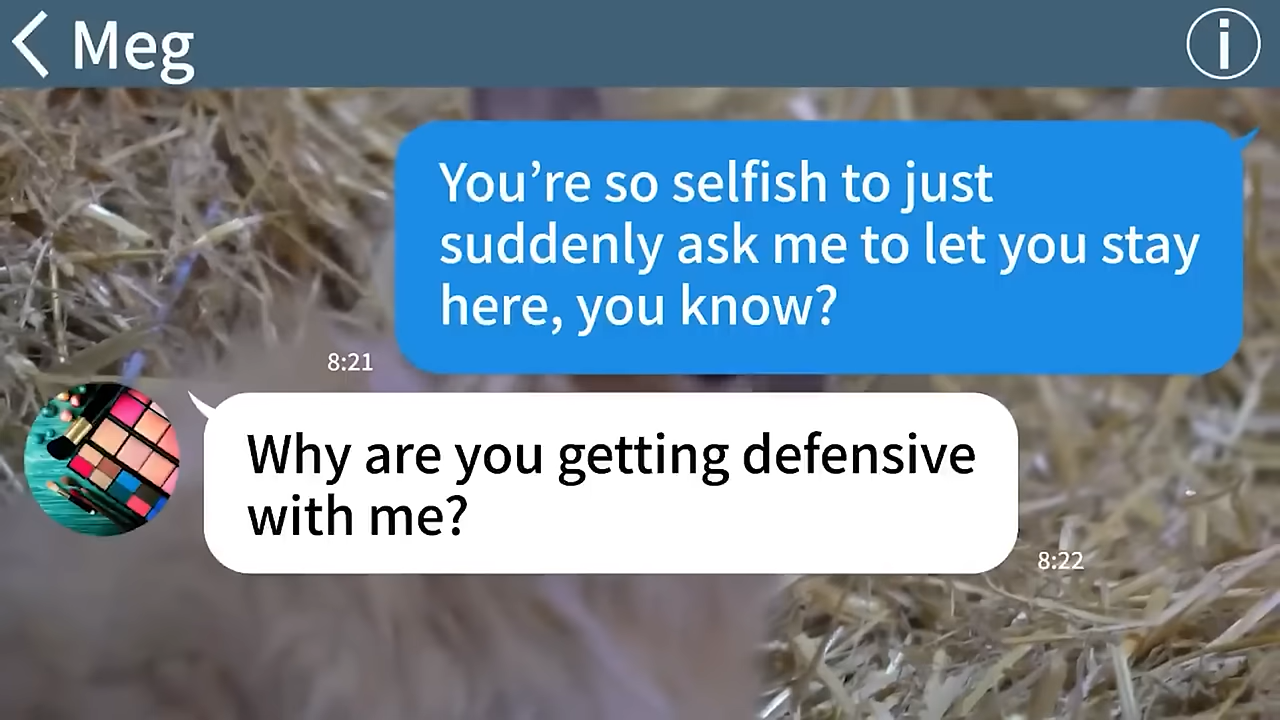 Meg
You’re so selfish to just
suddenly ask me to let you stay
here, you know?
8:21
Why are you getting defensive
with me?
8:22